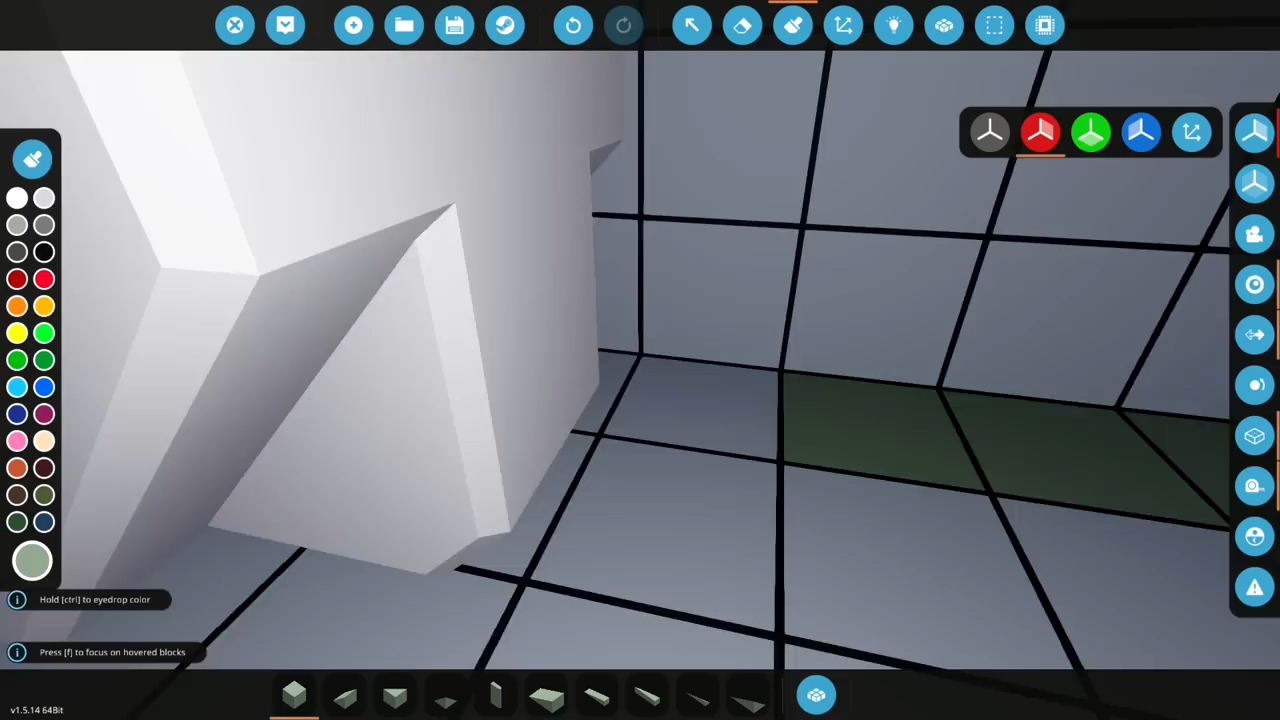 Hold [ctrl] to eyedrop color
Press [f] to focus on hovered blocks
v1.5.14 64Bit